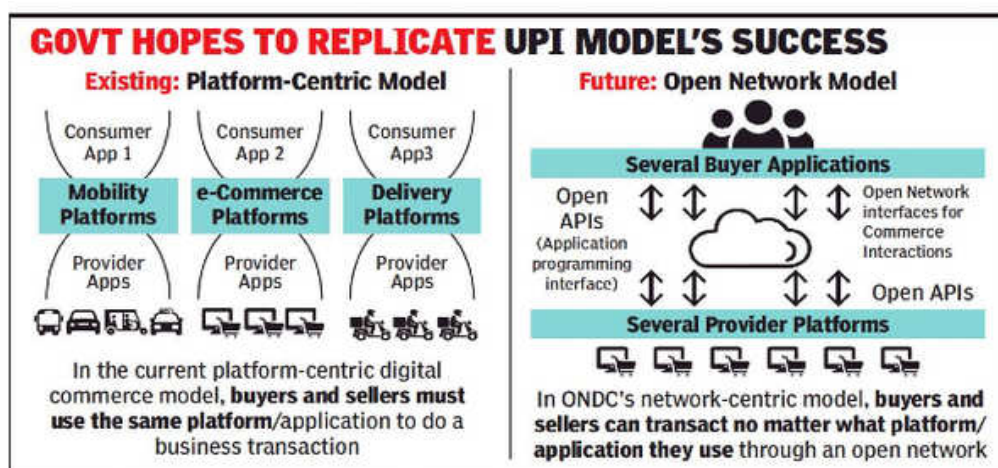 GOVT HOPES TO REPLICATE UPI MODEL'S SUCCESS
Existing: Platform-Centric Model
Consumer
App 1
Consumer
App 2
Consumer
App3
Mobility
Platforms
e-Commerce
Platforms
Delivery
Platforms
Provider
Apps
Provider
Apps
Provider
Apps
In the current platform-centric digital
commerce model, buyers and sellers must
use the same platform/application to do a
business transaction
Future: Open Network Model
Several Buyer Applications
Open
APIs
(Application
programming
interface)
Open Network
interfaces for
Commerce
Interactions
Open APIs
Several Provider Platforms
In ONDC's network-centric model, buyers and
sellers can transact no matter what platform/
application they use through an open network